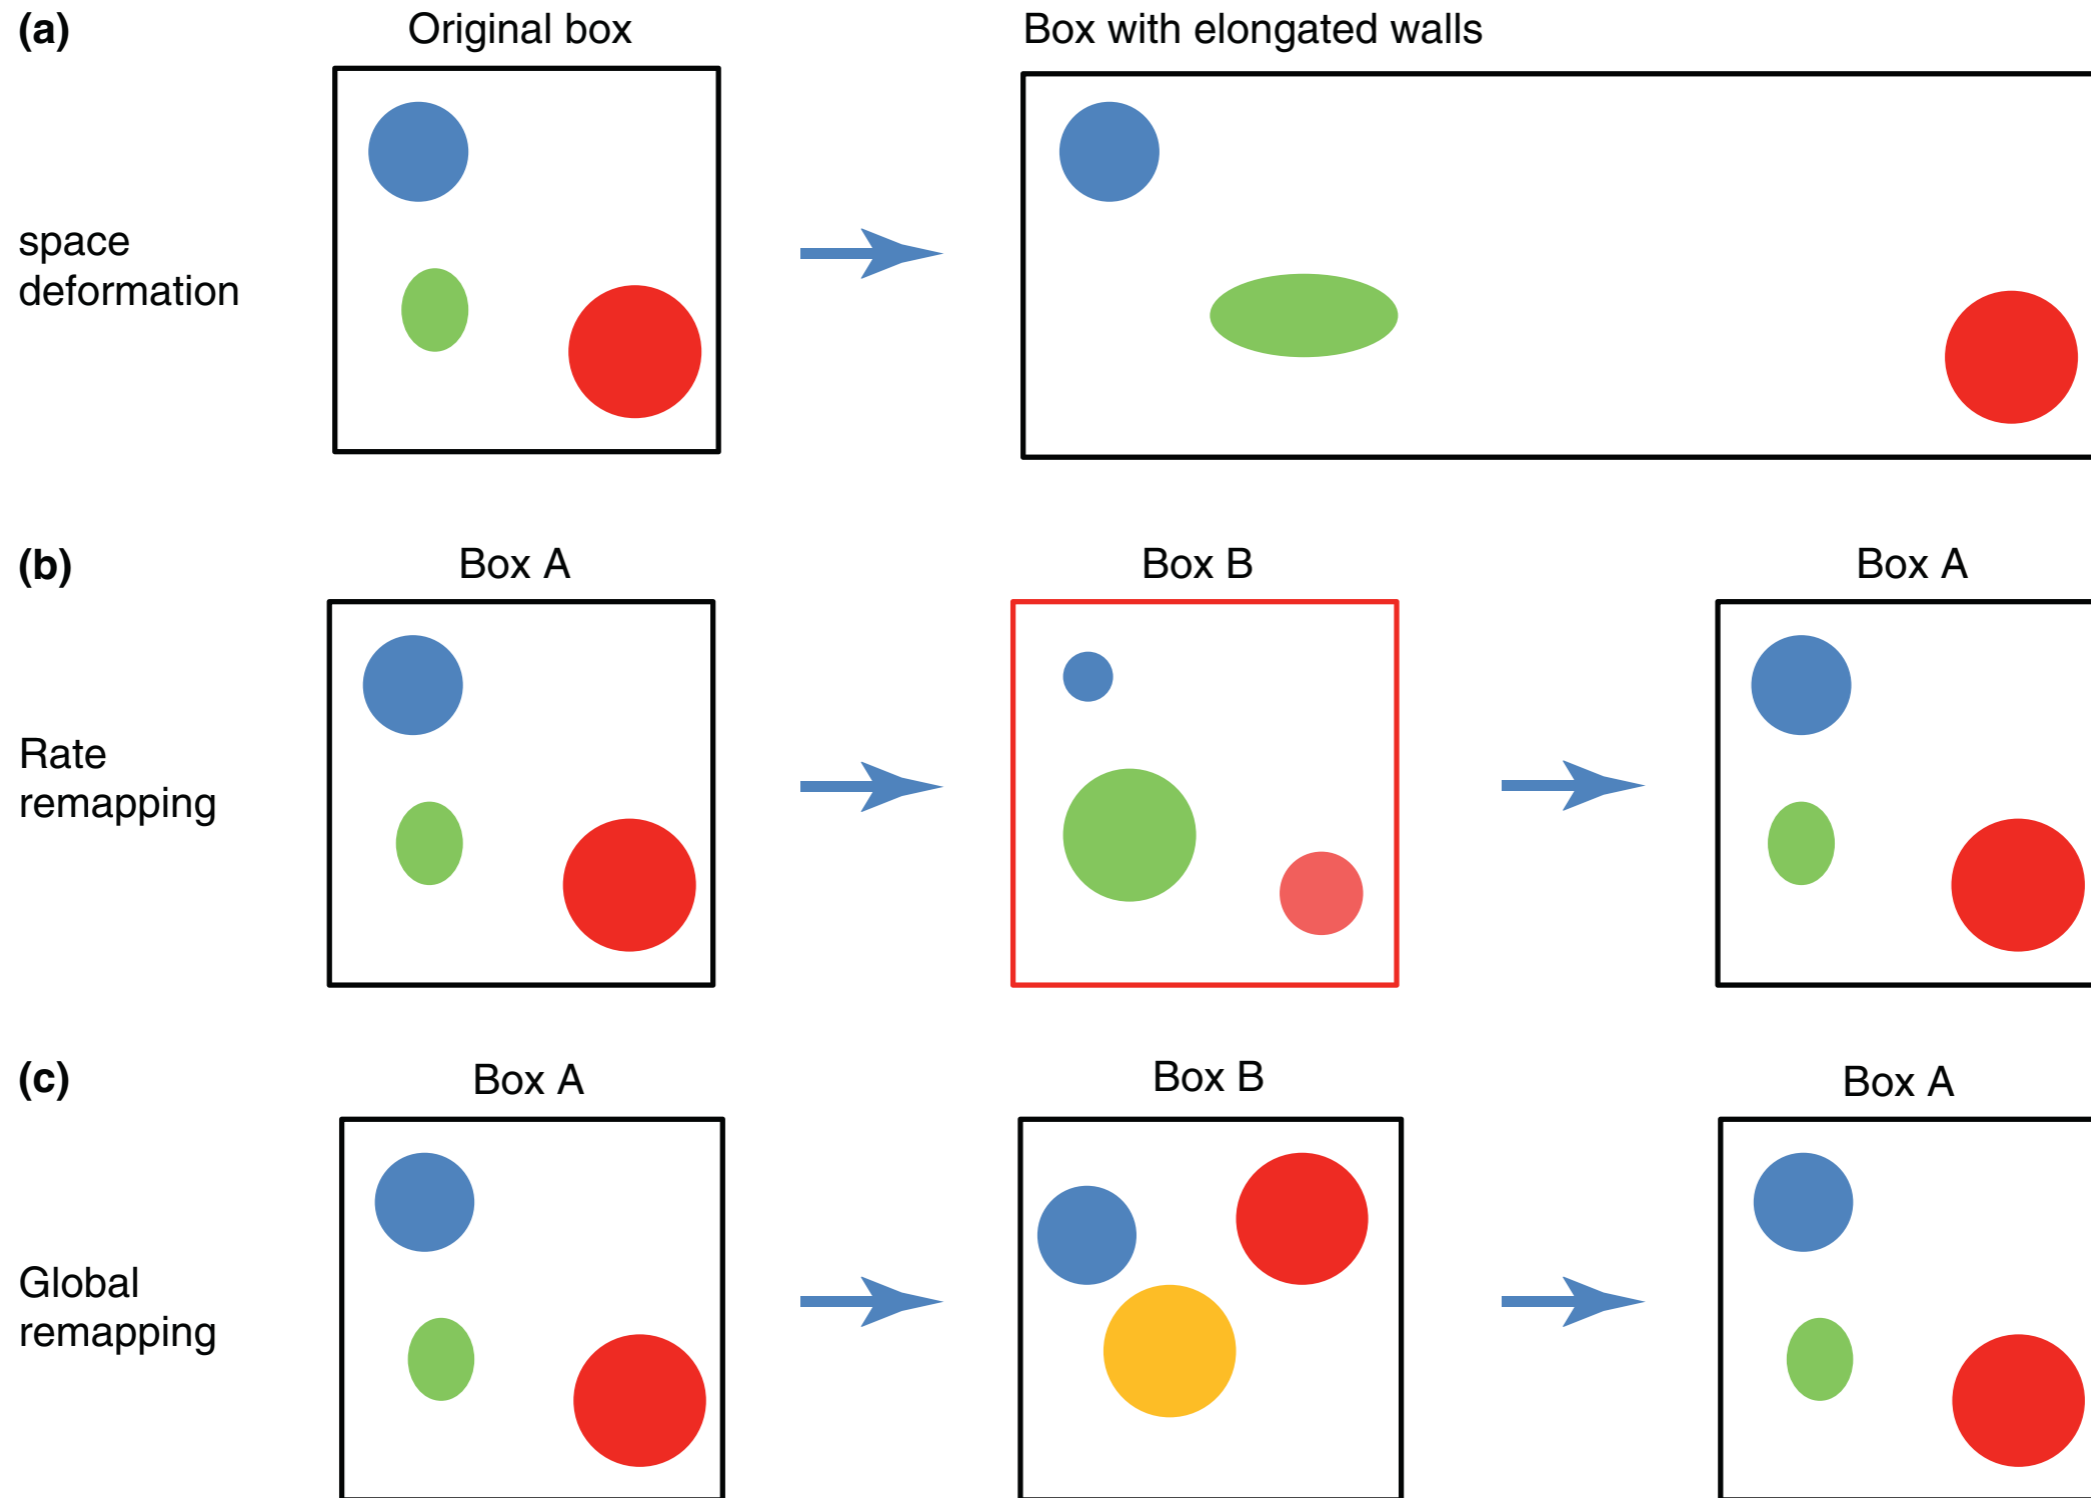 (a)
Original box
Box with elongated walls
space
deformation
(b)
Box A
Box B
Box A
Rate
remapping
(c)
Box A
Box B
Box A
Global
remapping